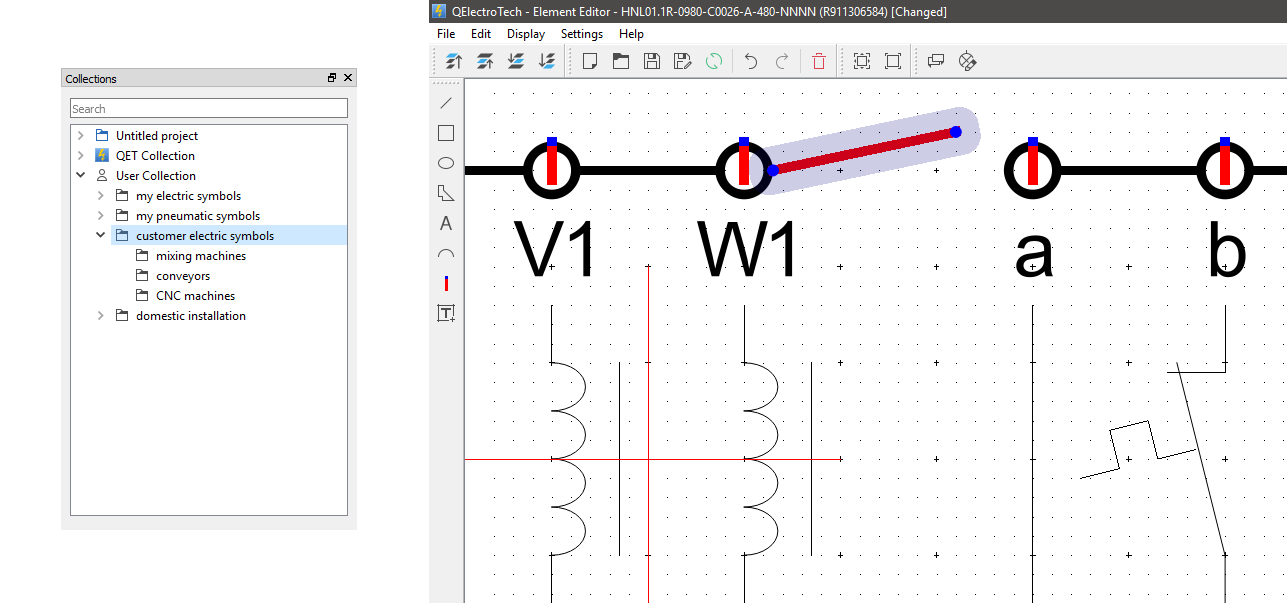 Collections
Search
Untitled project
QET Collection
User Collection
my electric symbols
my pneumatic symbols
customer electric symbols
mixing machines
conveyors
CNC machines
domestic installation
QElectroTech - Element Editor - HNL01.1R-0980-C0026-A-480-NNNN (R911306584) [Changed]
File Edit Display Settings Help
A
T
V1 W1 a b